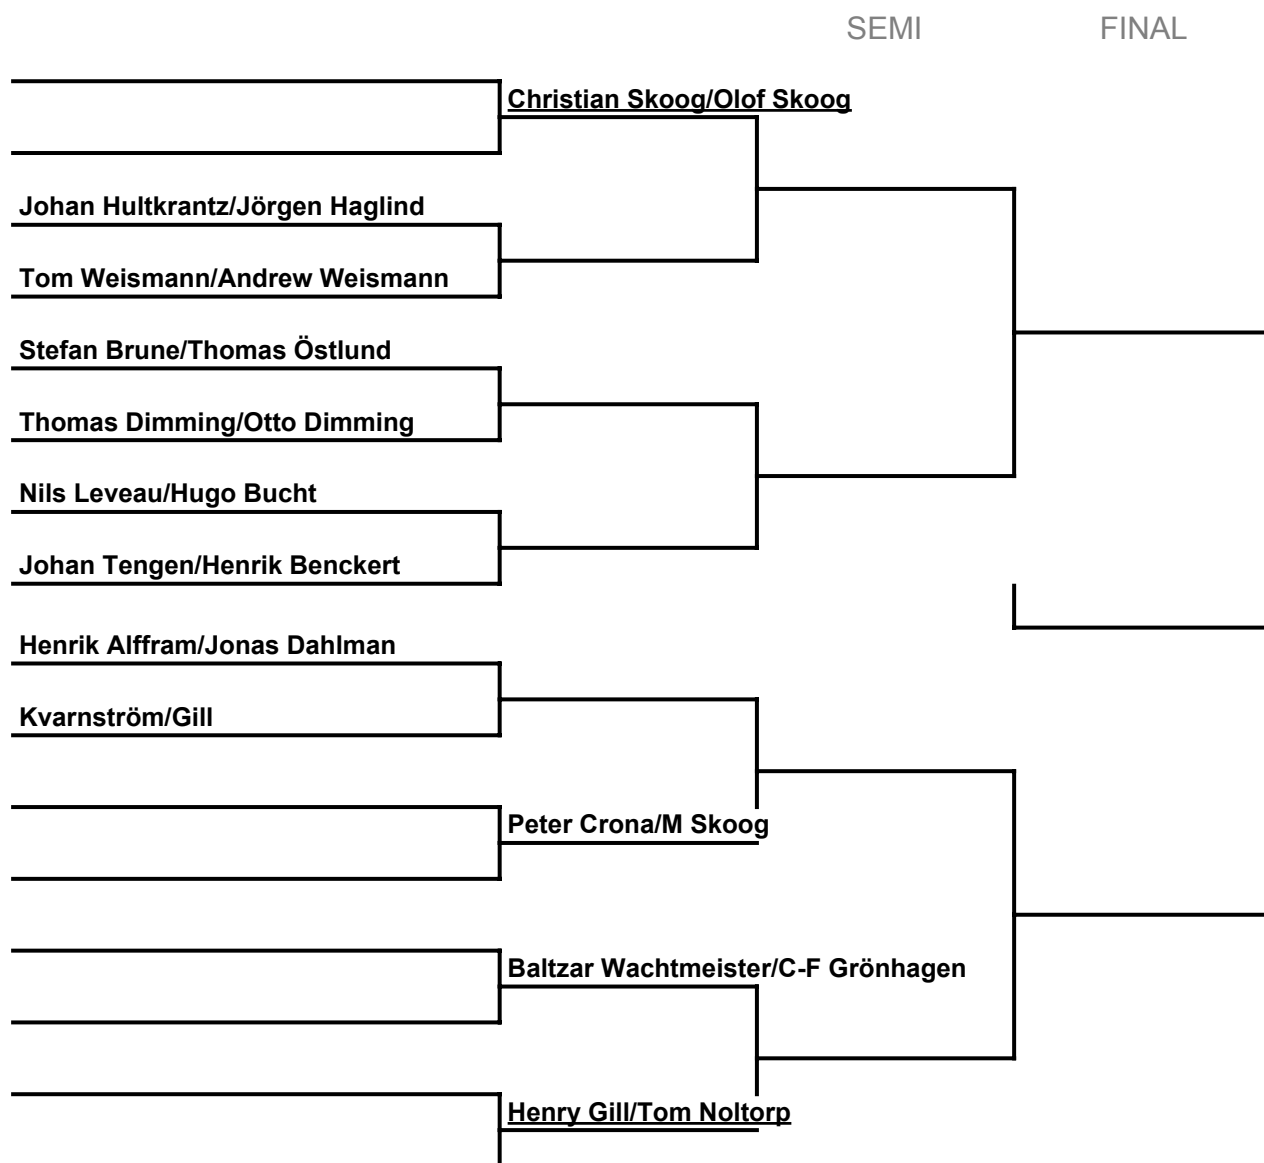 SEMI FINAL
Christian Skoog/Olof Skoog
Johan Hultkrantz/Jörgen Haglind
Tom Weismann/Andrew Weismann
Stefan Brune/Thomas Östlund
Thomas Dimming/Otto Dimming
Nils Leveau/Hugo Bucht
Johan Tengen/Henrik Benckert
Henrik Alffram/Jonas Dahlman
Kvarnström/Gill
Peter Crona/M Skoog
Baltzar Wachtmeister/C-F Grönhagen
Henry Gill/Tom Noltorp